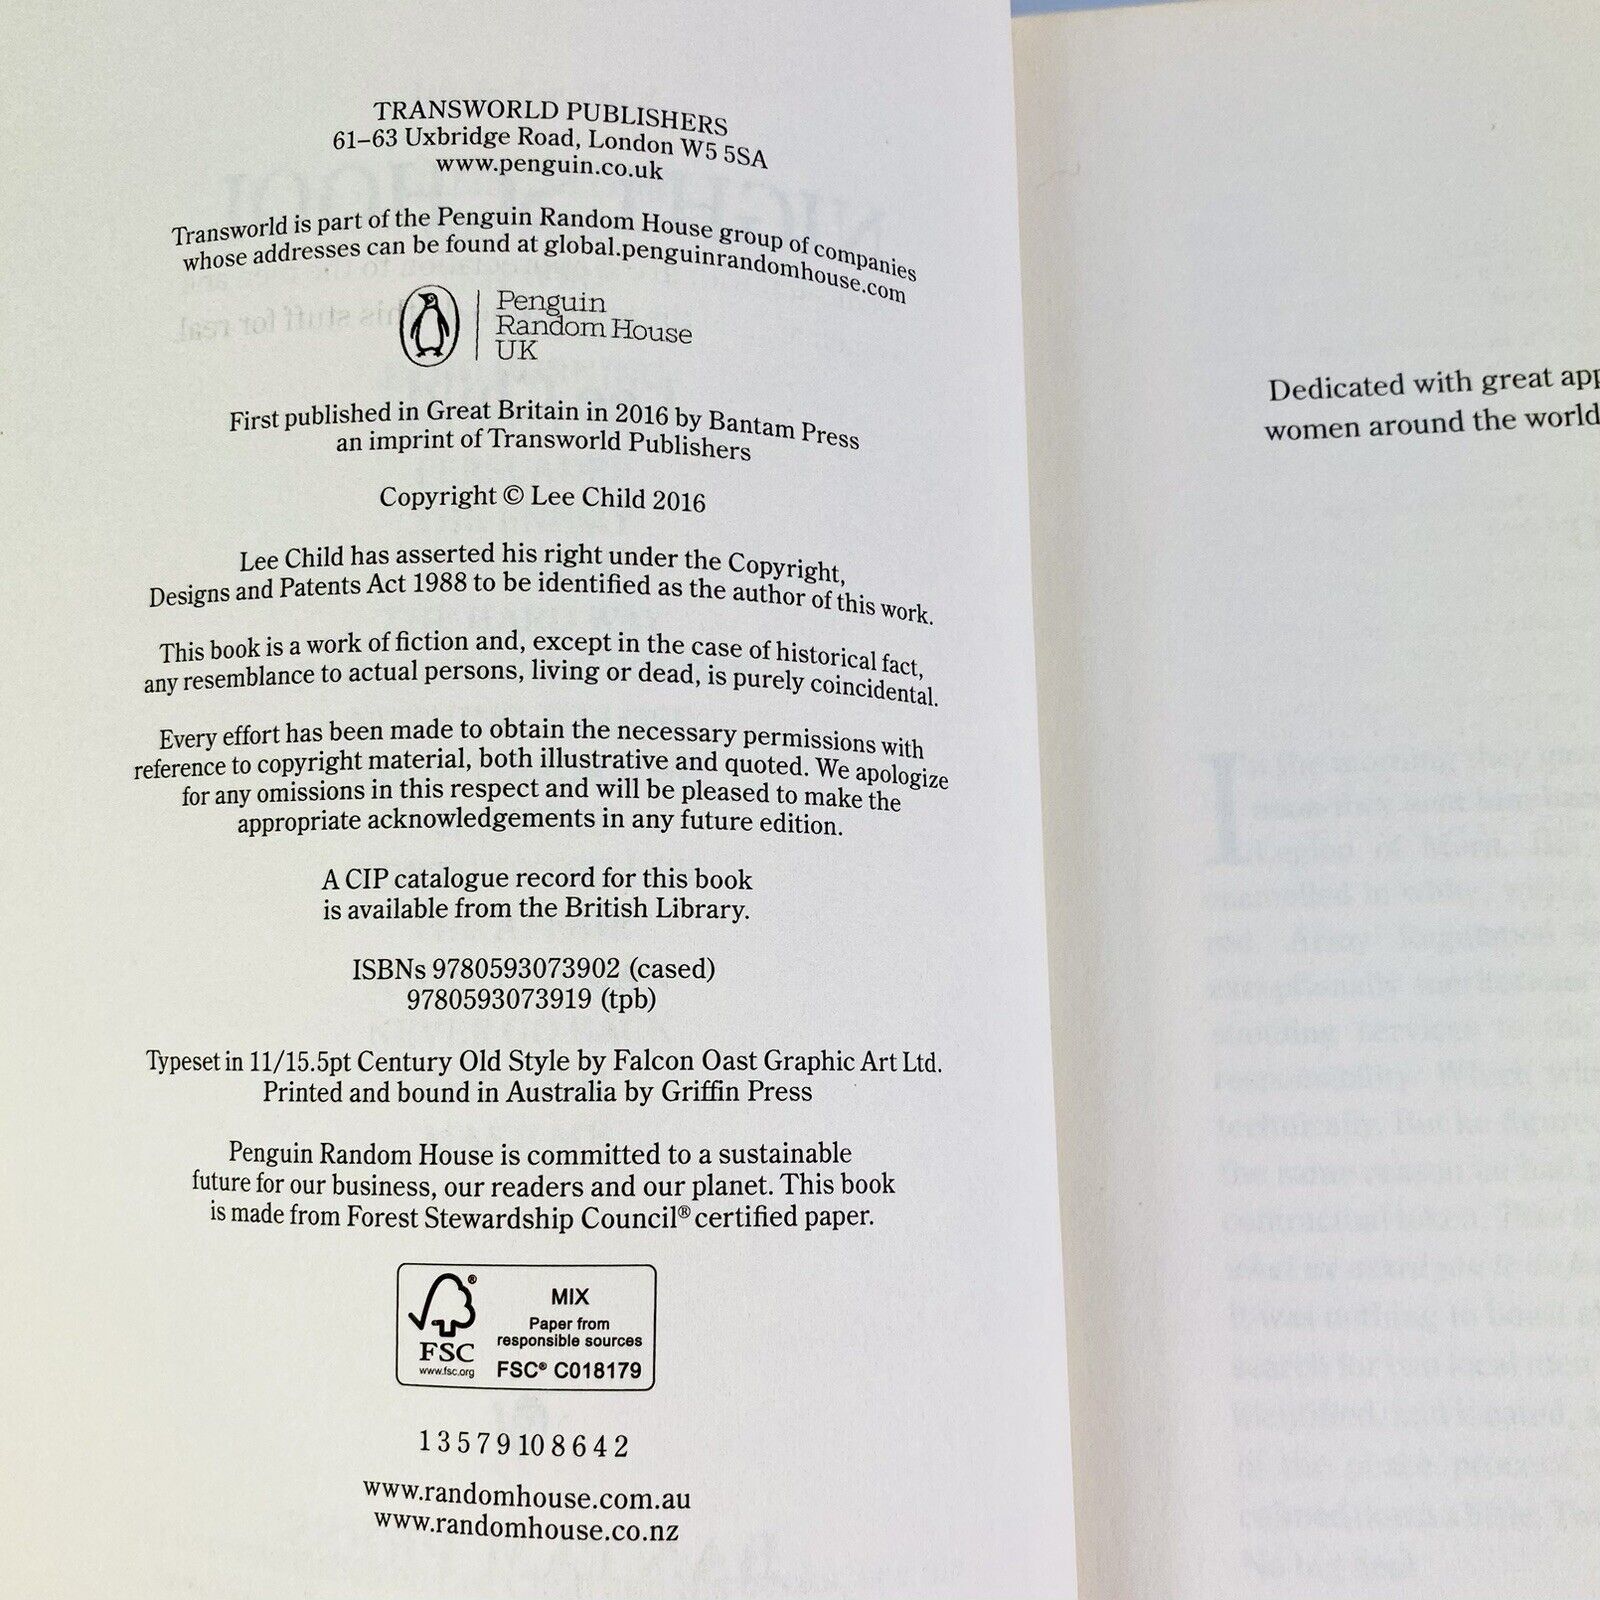 TRANSWORLD PUBLISHERS
61–63 Uxbridge Road, London W5 5SA
www.penguin.co.uk
Transworld is part of the Penguin Random House group of companies
whose addresses can be found at global.penguinrandomhouse.com
Penguin
Random House
UK
First published in Great Britain in 2016 by Bantam Press
an imprint of Transworld Publishers
Copyright © Lee Child 2016
Lee Child has asserted his right under the Copyright,
Designs and Patents Act 1988 to be identified as the author of this work.
This book is a work of fiction and, except in the case of historical fact,
any resemblance to actual persons, living or dead, is purely coincidental.
Every effort has been made to obtain the necessary permissions with
reference to copyright material, both illustrative and quoted. We apologize
for any omissions in this respect and will be pleased to make the
appropriate acknowledgements in any future edition.
A CIP catalogue record for this book
is available from the British Library.
ISBNs 9780593073902 (cased)
9780593073919 (tpb)
Typeset in 11/15.5pt Century Old Style by Falcon Oast Graphic Art Ltd.
Printed and bound in Australia by Griffin Press
Penguin Random House is committed to a sustainable
future for our business, our readers and our planet. This book
is made from Forest Stewardship Council® certified paper.
®
FSC
www.fsc.org
MIX
Paper from
responsible sources
FSC® C018179
1 3 5 7 9 10 8 6 4 2
www.randomhouse.com.au
www.randomhouse.co.nz
Dedicated with great app
women around the world